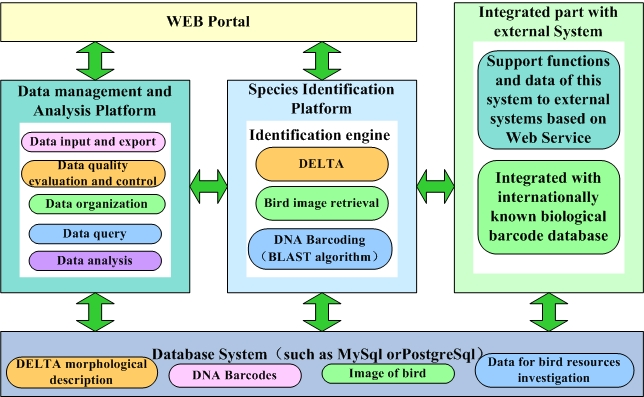 WEB Portal
Integrated part with
external System
Support functions
and data of this
system to external
systems based on
Web Service
Integrated with
internationally
known biological
barcode database
Data management and
Analysis Platform
Data input and export
Data quality
evaluation and control
Data organization
Data query
Data analysis
Species Identification
Platform
Identification engine
DELTA
Bird image retrieval
DNA Barcoding
（BLAST algorithm）
Database System（such as MySql orPostgreSql）
DELTA morphological
description
DNA Barcodes
Image of bird
Data for bird resources
investigation